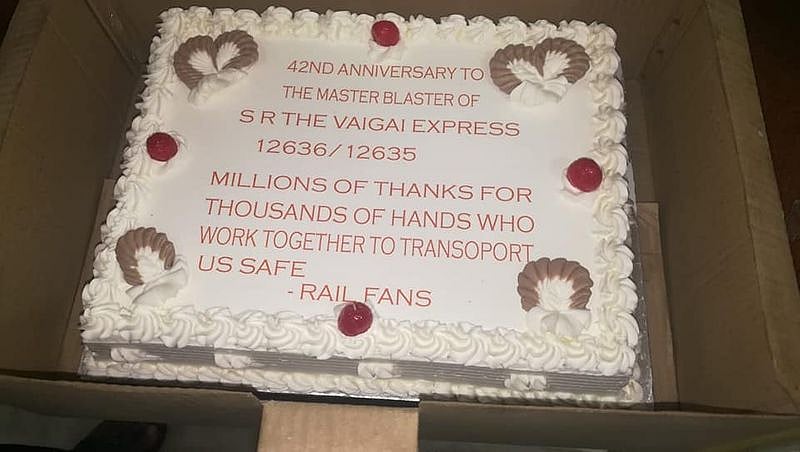 42ND ANNIVERSARY TO
THE MASTER BLASTER OF
S R THE VAIGAI EXPRESS
12636/12635
MILLIONS OF THANKS FOR
THOUSANDS OF HANDS WHO
WORK TOGETHER TO TRANSOPORT
US SAFE
- RAIL FANS